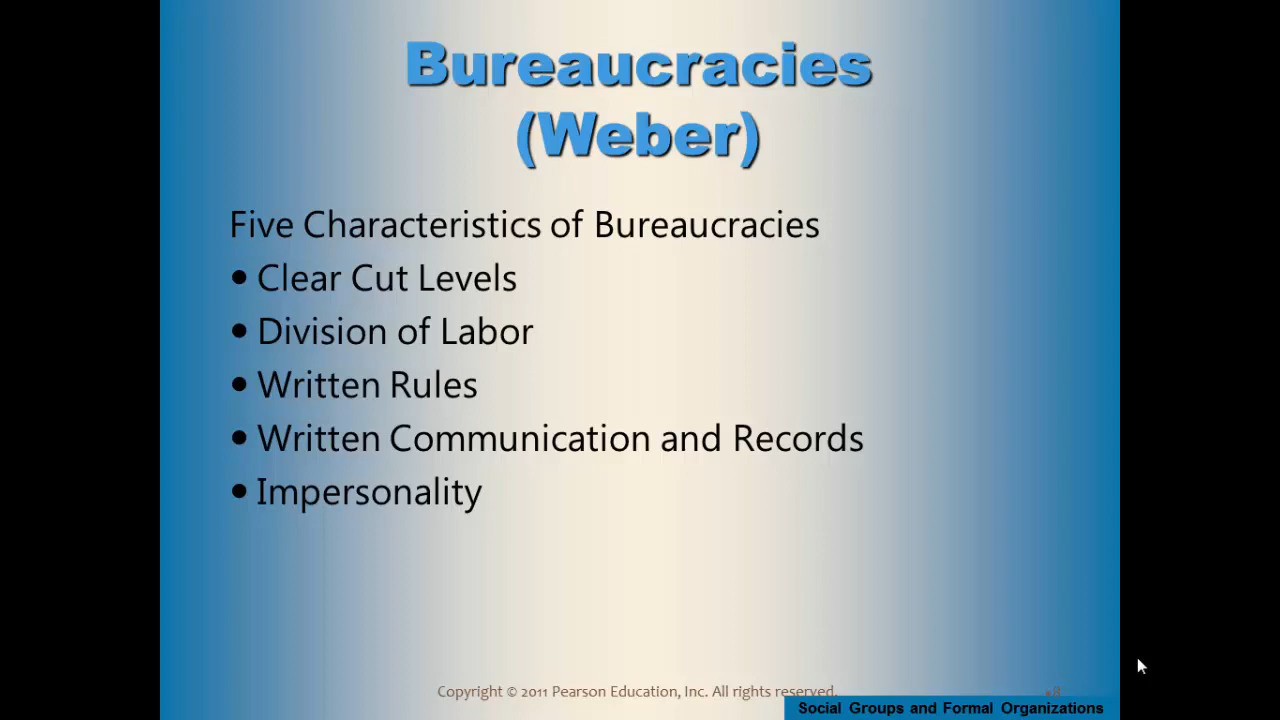 Bureaucracies
(Weber)
Five Characteristics of Bureaucracies
• Clear Cut Levels
• Division of Labor
• Written Rules
• Written Communication and Records
• Impersonality
Copyright © 2011 Pearson Education, Inc. All rights reserved.
•8
Social Groups and Formal Organizations